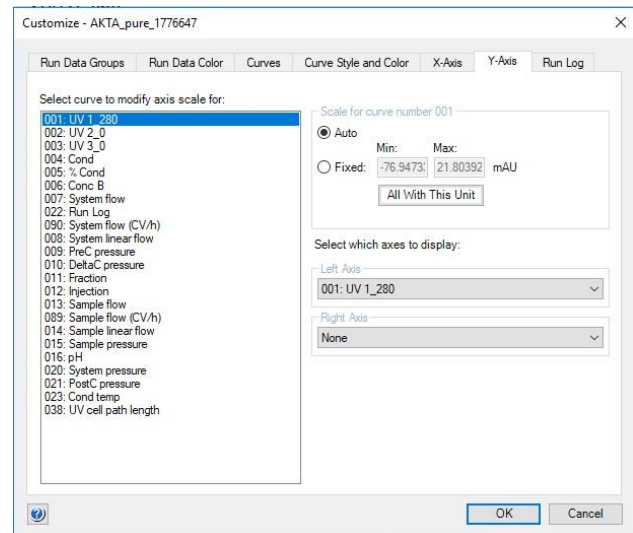 Customize - AKTA_pure_1776647
Run Data Groups Run Data Color Curves Curve Style and Color X-Axis Y-Axis Run Log
Select curve to modify axis scale for:
001: UV 1_280
002: UV 2_0
003: UV 3_0
004: Cond
005: % Cond
006: Conc B
007: System flow
022: Run Log
090: System flow (CV/h)
008: System linear flow
009: PreC pressure
010: DeltaC pressure
011: Fraction
012: Injection
013: Sample flow
089: Sample flow (CV/h)
014: Sample linear flow
015: Sample pressure
016: pH
020: System pressure
021: PostC pressure
023: Cond temp
038: UV cell path length
Scale for curve number 001
Auto
Min: Max:
Fixed: -76.9473 21.80392 mAU
All With This Unit
Select which axes to display:
Left Axis
001: UV 1_280
Right Axis
None
OK Cancel